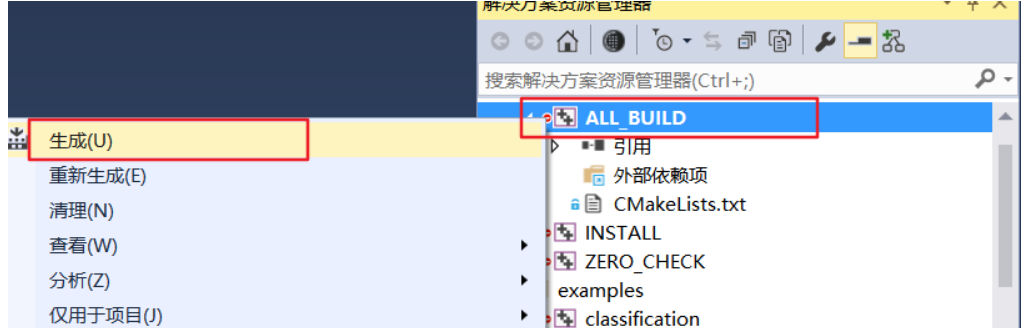 解决方案资源管理器
搜索解决方案资源管理器(Ctrl+;)
ALL_BUILD
引用
外部依赖项
CMakeLists.txt
INSTALL
ZERO_CHECK
examples
classification
生成(U)
重新生成(E)
清理(N)
查看(W)
分析(Z)
仅用于项目(J)